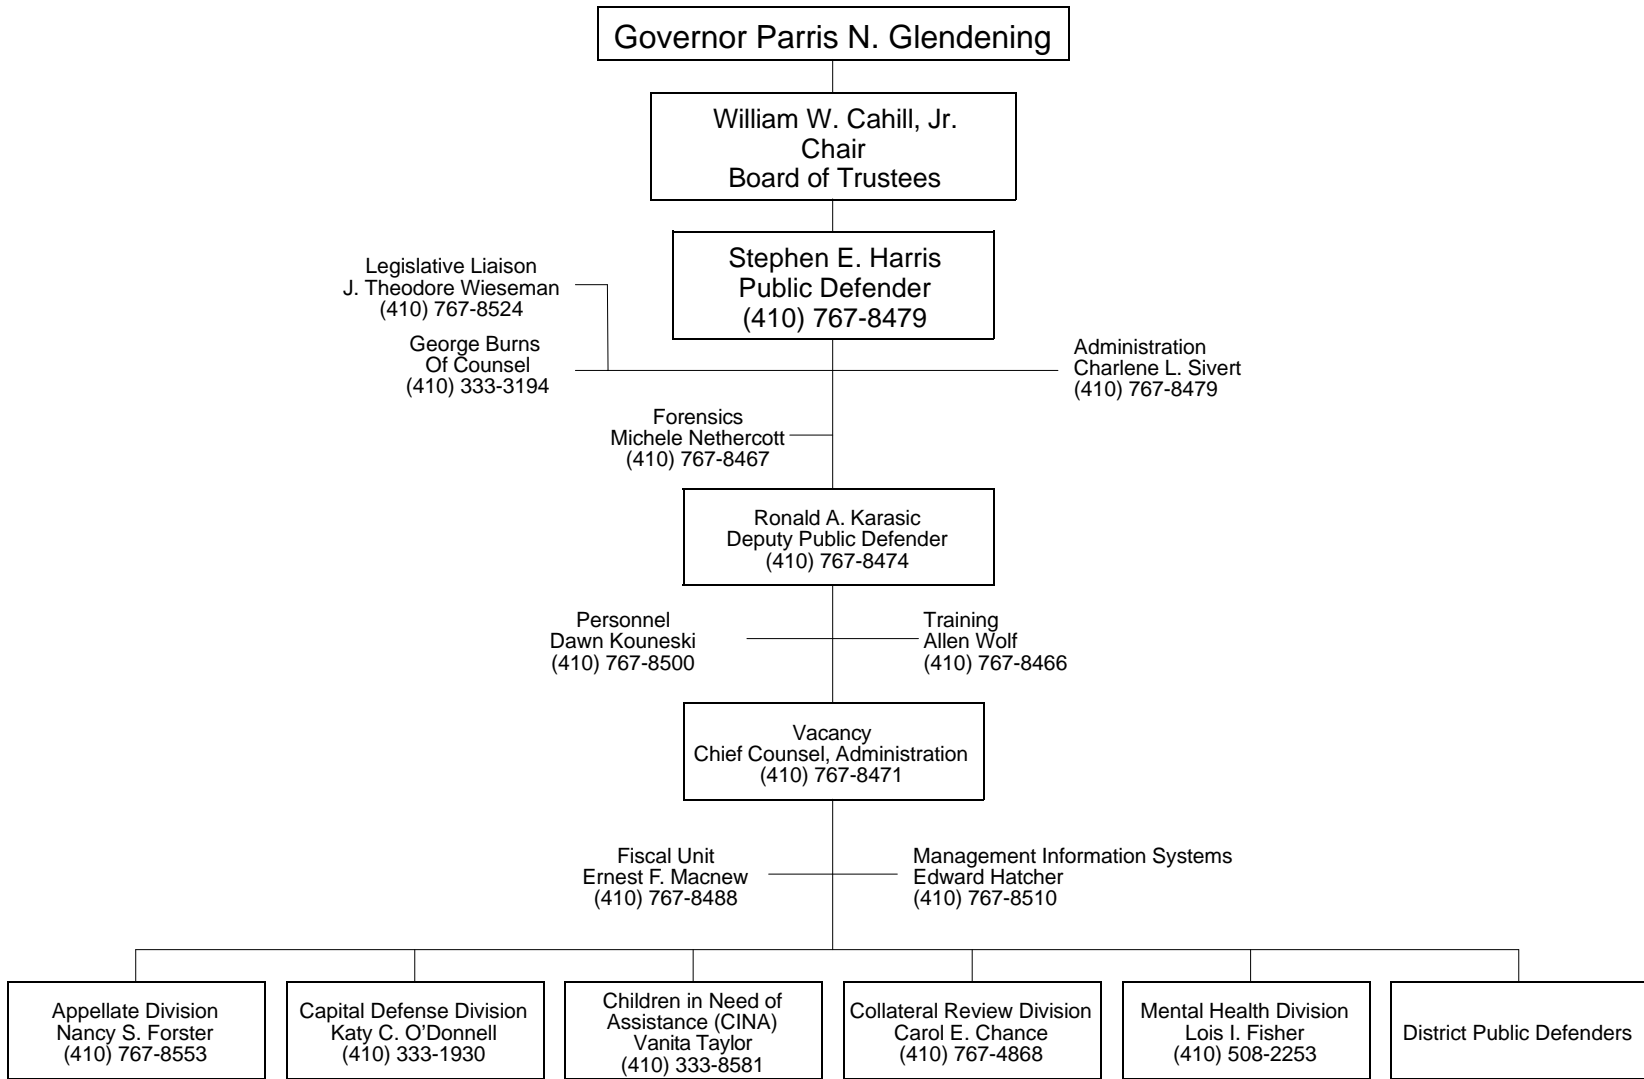 Governor Parris N. Glendening
William W. Cahill, Jr.
Chair
Board of Trustees
Stephen E. Harris
Public Defender
(410) 767-8479
Legislative Liaison
J. Theodore Wieseman
(410) 767-8524
George Burns
Of Counsel
(410) 333-3194
Administration
Charlene L. Sivert
(410) 767-8479
Forensics
Michele Nethercott
(410) 767-8467
Ronald A. Karasic
Deputy Public Defender
(410) 767-8474
Personnel
Dawn Kouneski
(410) 767-8500
Training
Allen Wolf
(410) 767-8466
Vacancy
Chief Counsel, Administration
(410) 767-8471
Fiscal Unit
Ernest F. Macnew
(410) 767-8488
Management Information Systems
Edward Hatcher
(410) 767-8510
Appellate Division
Nancy S. Forster
(410) 767-8553
Capital Defense Division
Katy C. O'Donnell
(410) 333-1930
Children in Need of
Assistance (CINA)
Vanita Taylor
(410) 333-8581
Collateral Review Division
Carol E. Chance
(410) 767-4868
Mental Health Division
Lois I. Fisher
(410) 508-2253
District Public Defenders